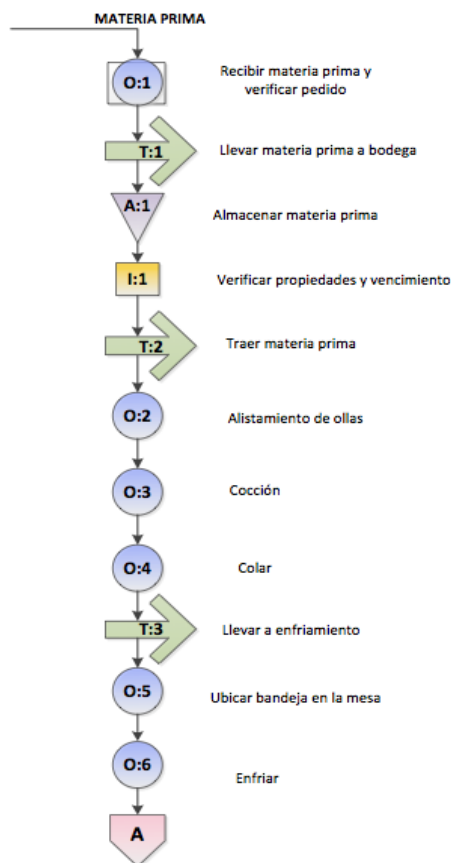 MATERIA PRIMA
O:1
Recibir materia prima y
verificar pedido
T:1
Llevar materia prima a bodega
A:1
Almacenar materia prima
I:1
Verificar propiedades y vencimiento
T:2
Traer materia prima
O:2
Alistamiento de ollas
O:3
Cocción
O:4
Colar
T:3
Llevar a enfriamiento
O:5
Ubicar bandeja en la mesa
O:6
Enfriar
A